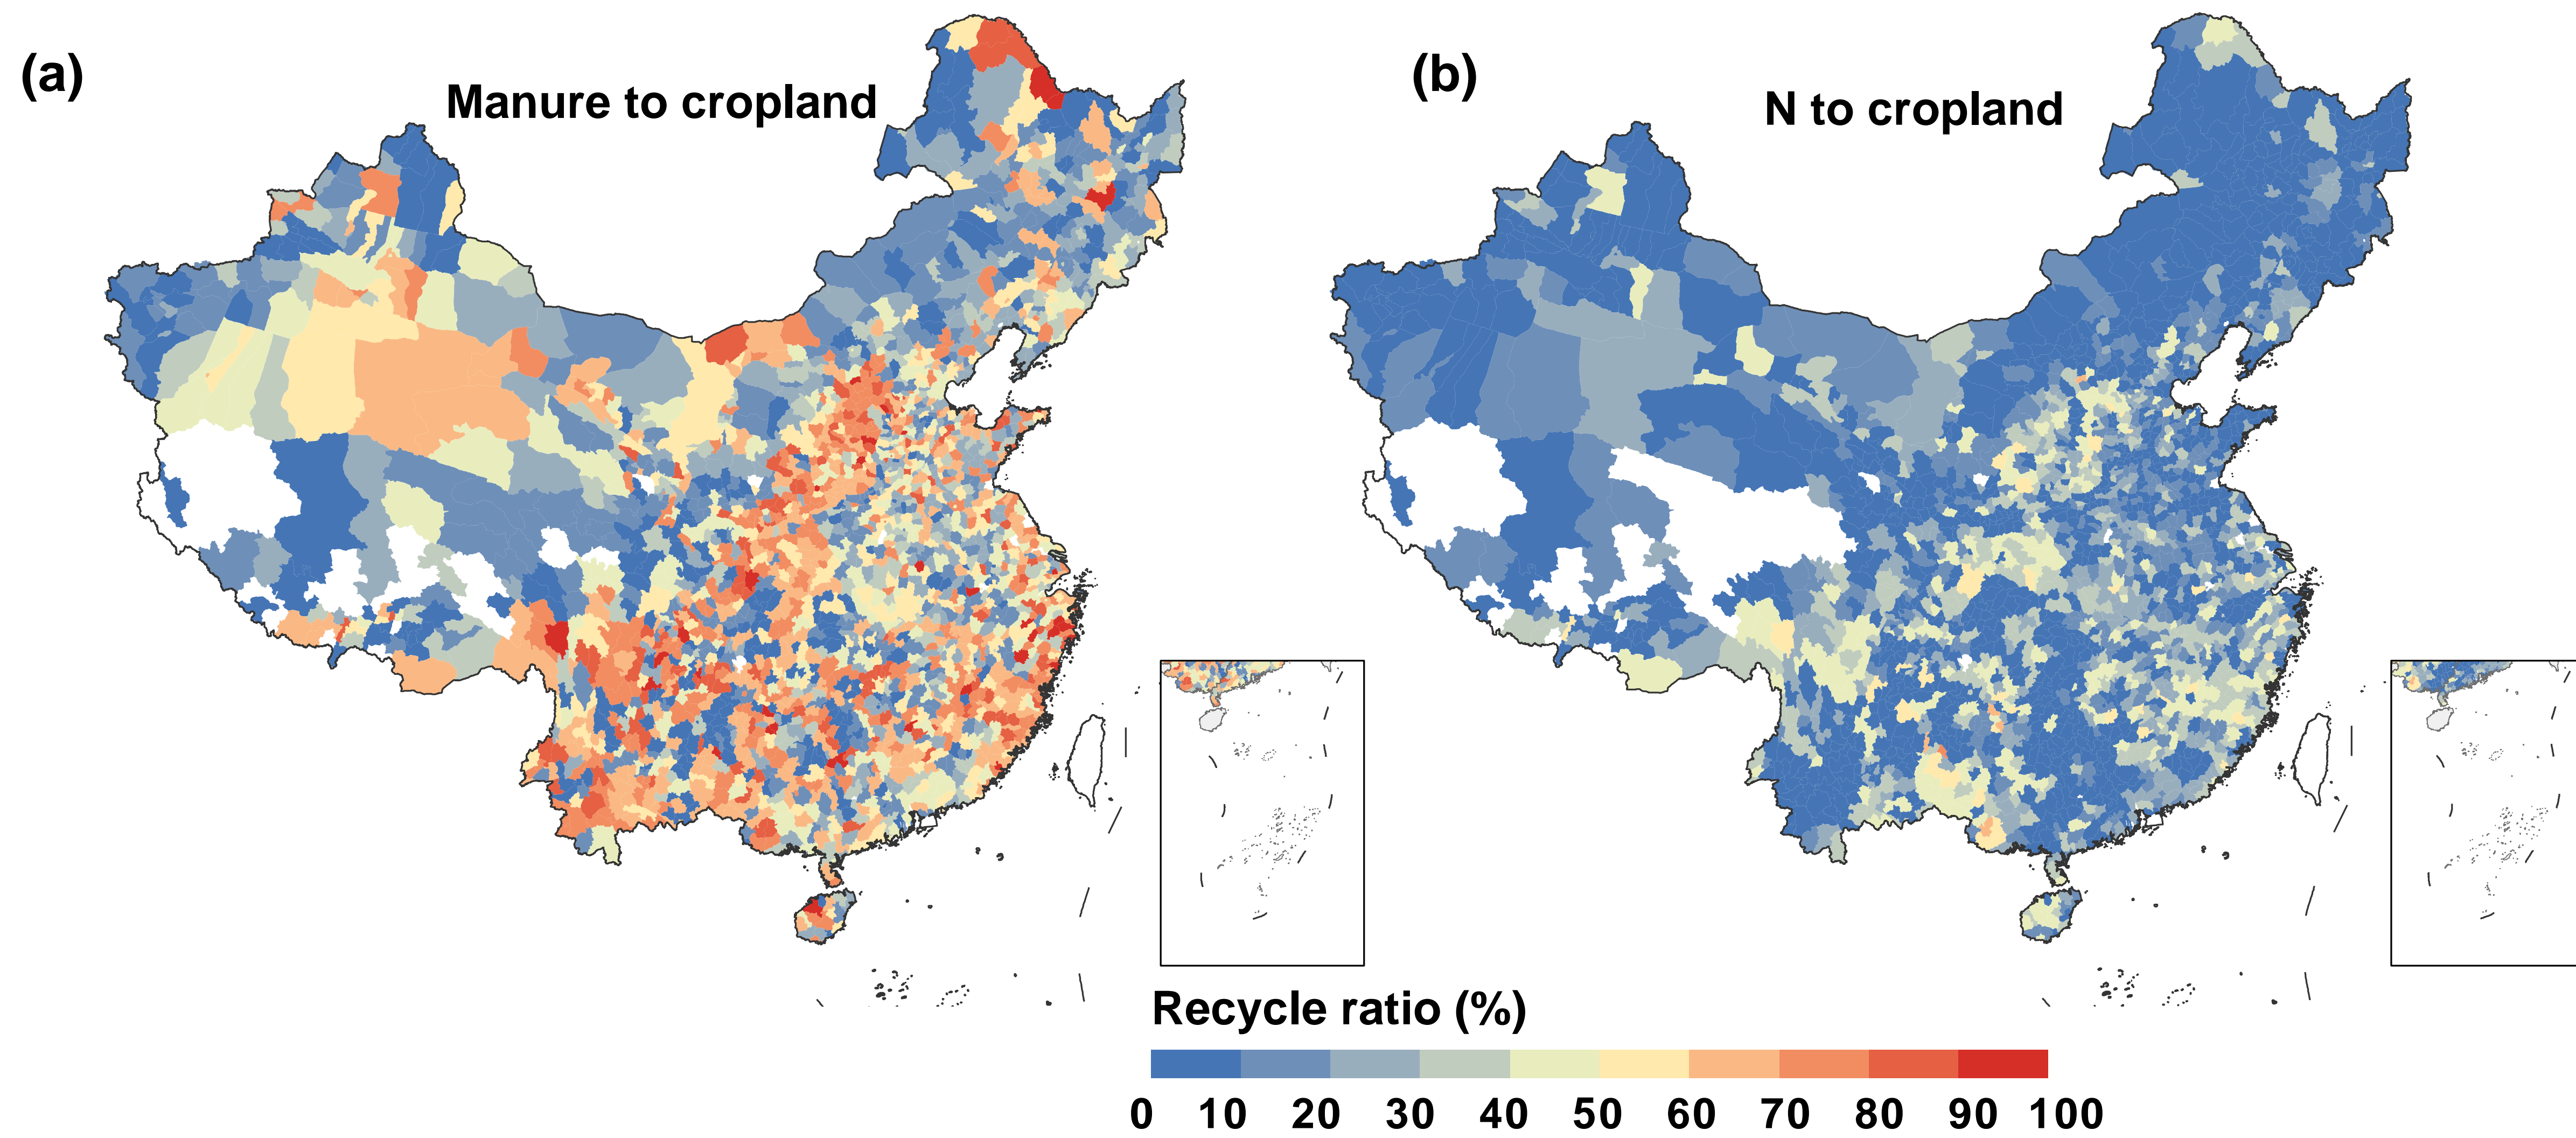 (a)
Manure to cropland
(b)
N to cropland
Recycle ratio (%)
0 10 20 30 40 50 60 70 80 90 100